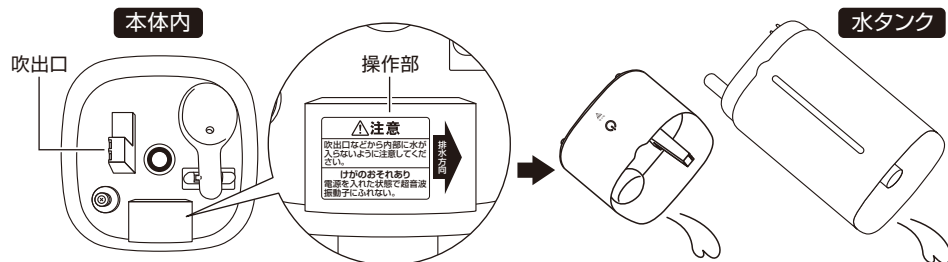 本体内
水タンク
吹出口
操作部
⚠注意
吹出口などから内部に水が
入らないように注意してくだ
さい。
けがのおそれあり
電源を入れた状態で超音波
振動子にふれない。
排水方向